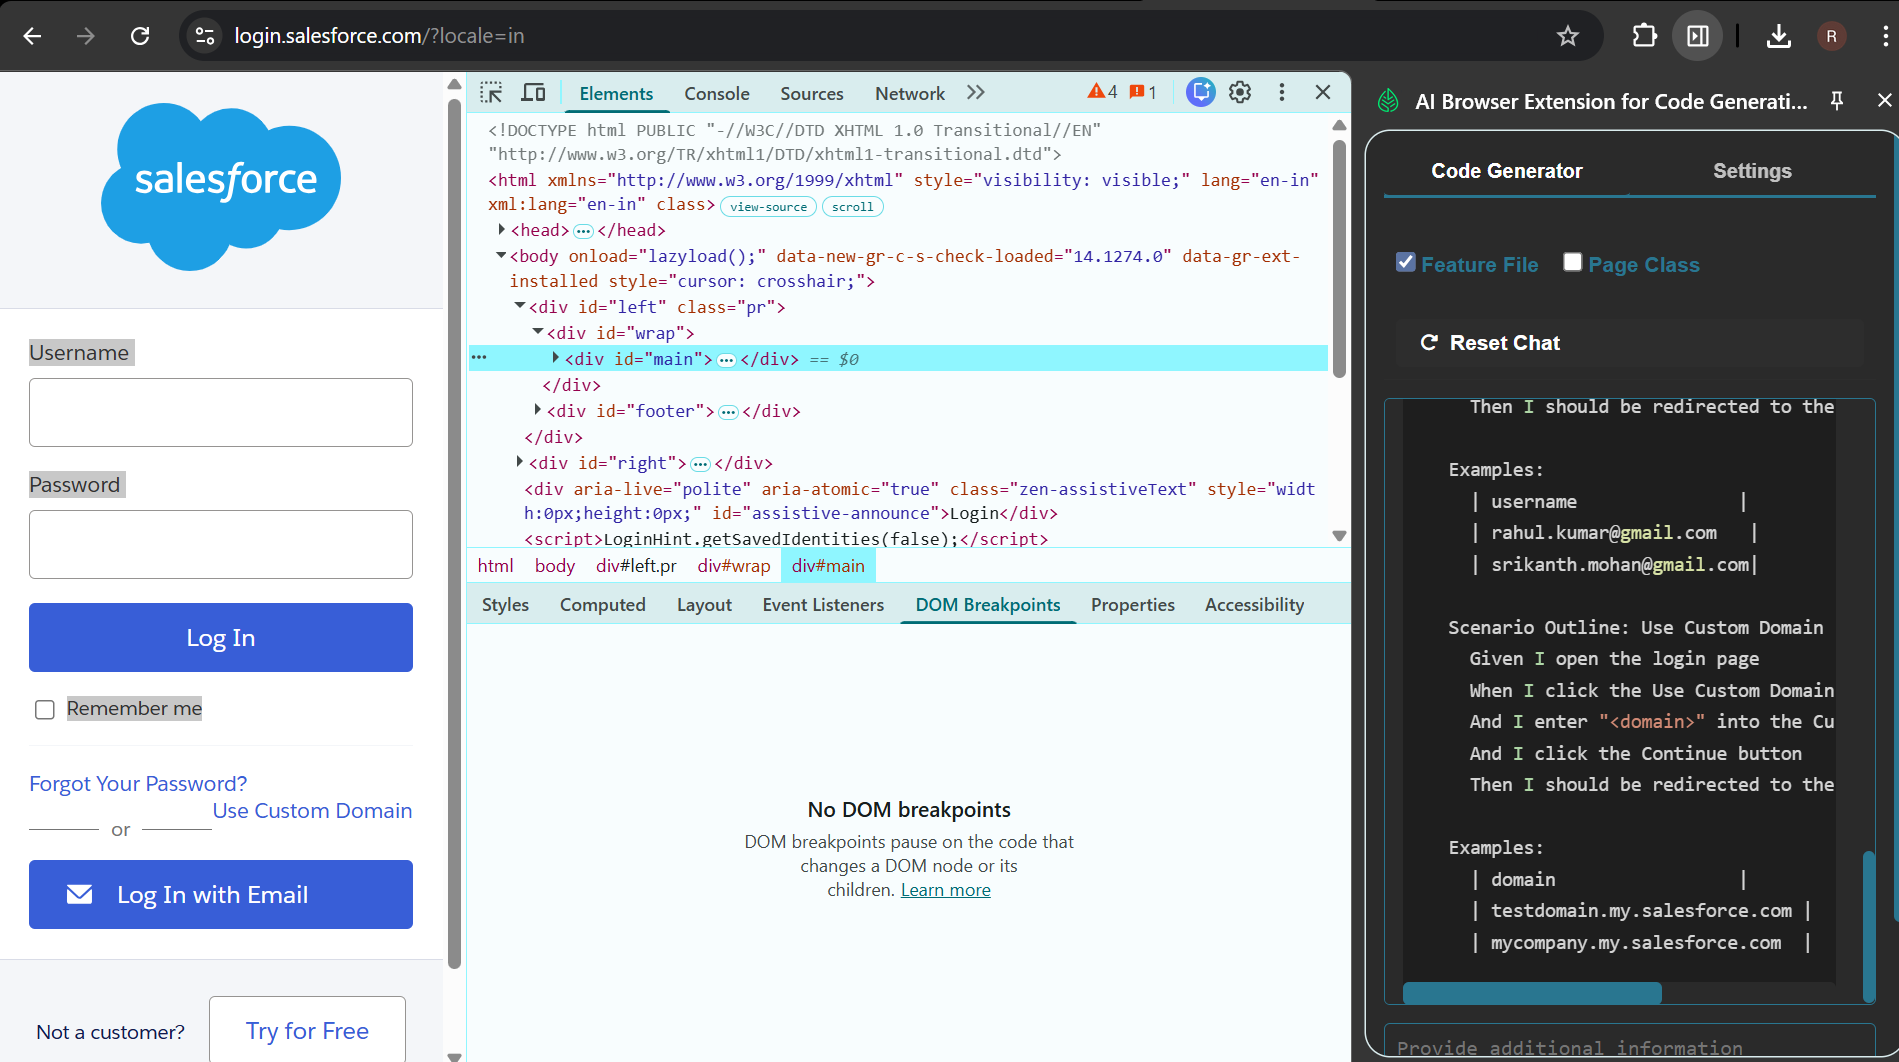 login.salesforce.com/?locale=in
R
salesforce
Username
Password
Log In
Remember me
Forgot Your Password?
Use Custom Domain
or
Log In with Email
Not a customer?
Try for Free
Elements
Console
Sources
Network
4
1
<!DOCTYPE html PUBLIC "-//W3C//DTD XHTML 1.0 Transitional//EN"
"http://www.w3.org/TR/xhtml1/DTD/xhtml1-transitional.dtd">
<html xmlns="http://www.w3.org/1999/xhtml" style="visibility: visible;" lang="en-in"
xml:lang="en-in" class> view-source scroll
<head> … </head>
<body onload="lazyload();" data-new-gr-c-s-check-loaded="14.1274.0" data-gr-ext-
installed style="cursor: crosshair;">
<div id="left" class="pr">
<div id="wrap">
… <div id="main"> … </div> == $0
</div>
<div id="footer"> … </div>
</div>
<div id="right"> … </div>
<div aria-live="polite" aria-atomic="true" class="zen-assistiveText" style="widt
h:0px;height:0px;" id="assistive-announce">Login</div>
<script>LoginHint.getSavedIdentities(false);</script>
html body div#left.pr div#wrap div#main
Styles
Computed
Layout
Event Listeners
DOM Breakpoints
Properties
Accessibility
No DOM breakpoints
DOM breakpoints pause on the code that
changes a DOM node or its
children. Learn more
AI Browser Extension for Code Generati...
Code Generator
Settings
Feature File
Page Class
Reset Chat
Then I should be redirected to the
Examples:
| username |
| rahul.kumar@gmail.com |
| srikanth.mohan@gmail.com|
Scenario Outline: Use Custom Domain
Given I open the login page
When I click the Use Custom Domain
And I enter "<domain>" into the Cu
And I click the Continue button
Then I should be redirected to the
Examples:
| domain |
| testdomain.my.salesforce.com |
| mycompany.my.salesforce.com |
Provide additional information